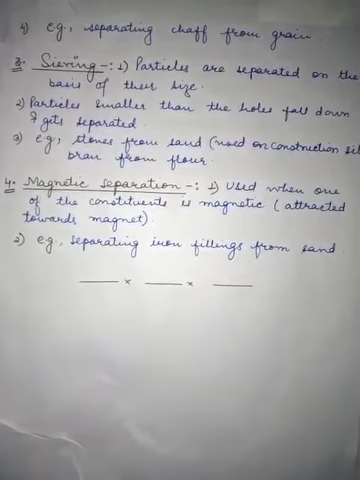 4) e.g., separating chaff from grain.
3. Sieving -: 1) Particles are separated on the
basis of their size.
2) Particles smaller than the holes fall down
& gets separated.
3) e.g., stones from sand (used on construction sit
bran from flour.
4. Magnetic separation -: 1) Used when one
of the constituents is magnetic (attracted
towards magnet).
2) e.g., separating iron fillings from sand.
—— x —— x ——